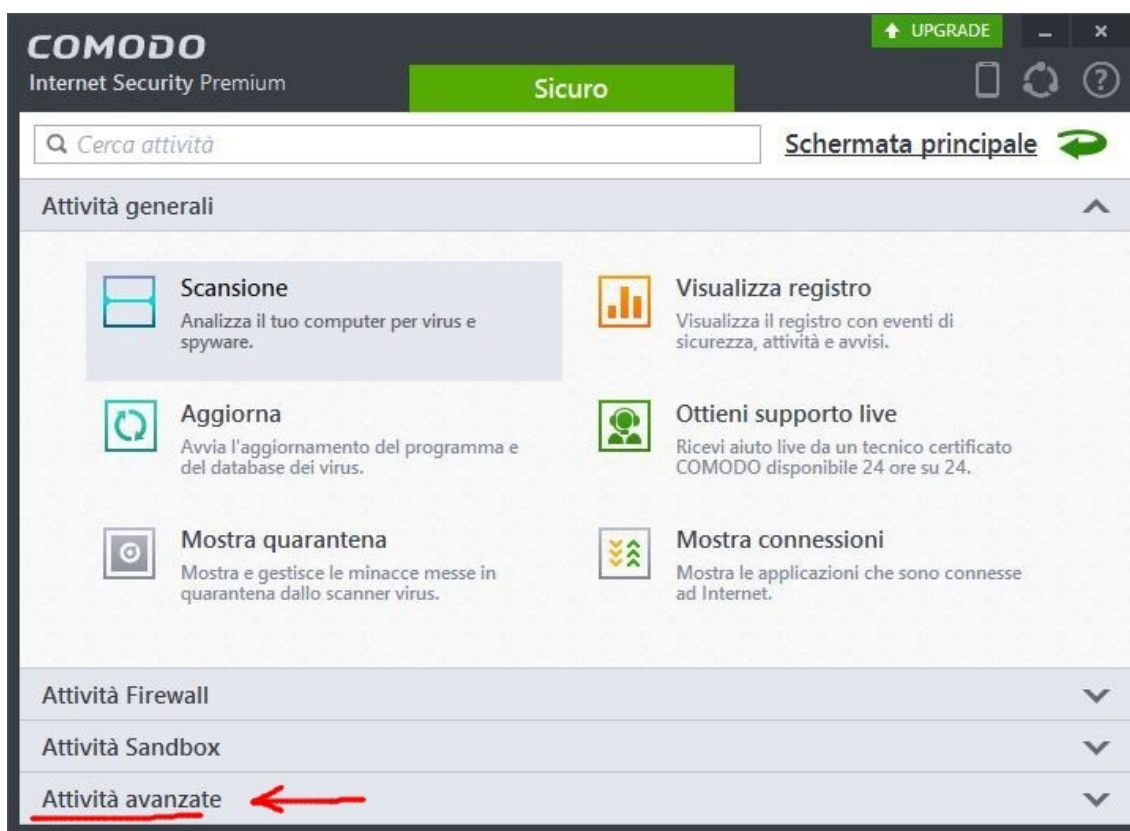 COMODO
Internet Security Premium
UPGRADE
Sicuro
Cerca attività
Schermata principale
Attività generali
Scansione
Analizza il tuo computer per virus e
spyware.
Visualizza registro
Visualizza il registro con eventi di
sicurezza, attività e avvisi.
Aggiorna
Avvia l'aggiornamento del programma e
del database dei virus.
Ottieni supporto live
Ricevi aiuto live da un tecnico certificato
COMODO disponibile 24 ore su 24.
Mostra quarantena
Mostra e gestisce le minacce messe in
quarantena dallo scanner virus.
Mostra connessioni
Mostra le applicazioni che sono connesse
ad Internet.
Attività Firewall
Attività Sandbox
Attività avanzate